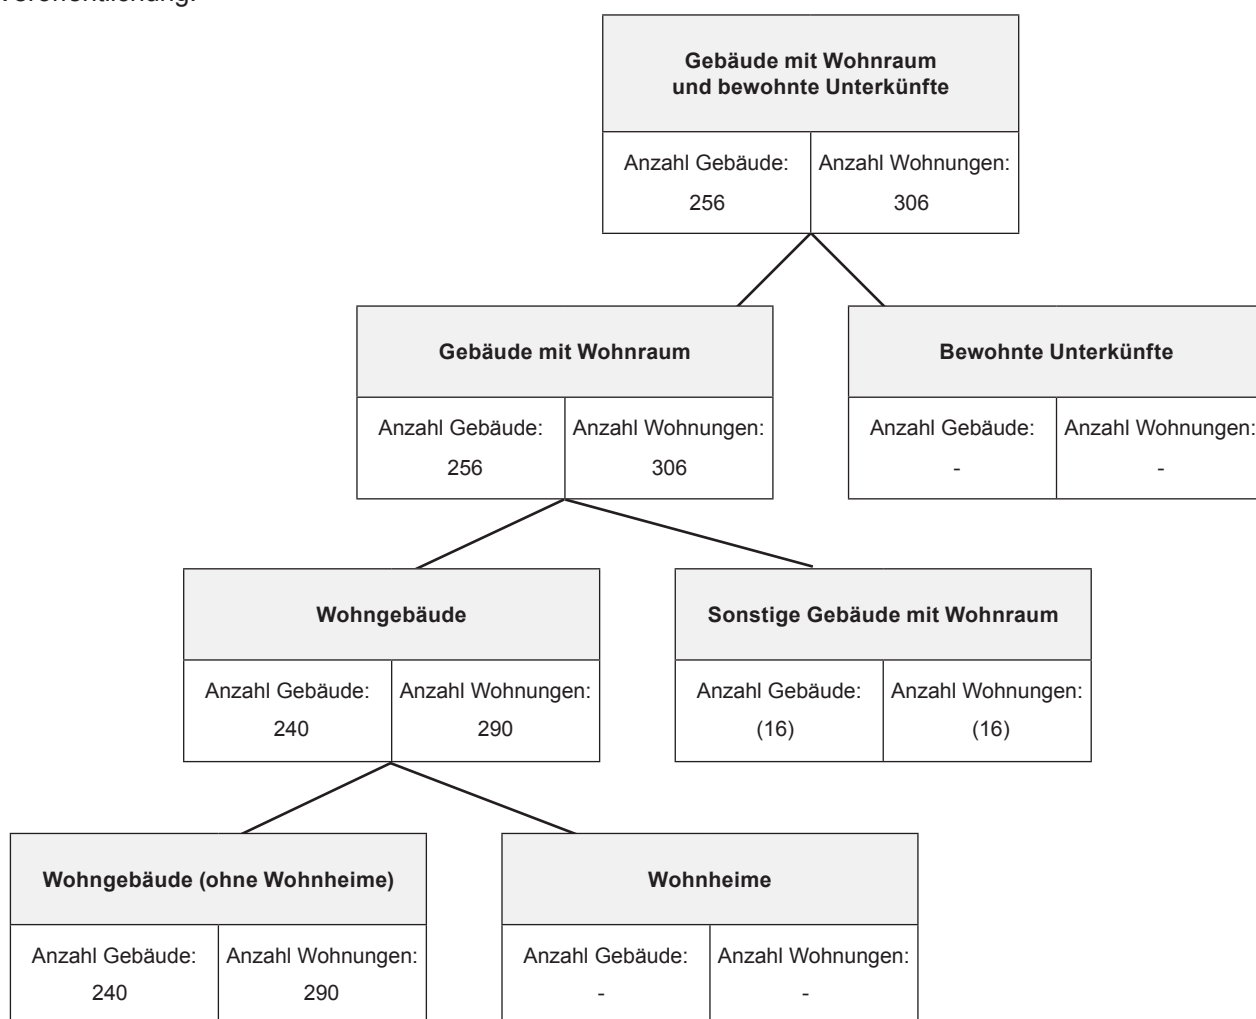 Veröffentlichung.
Gebäude mit Wohnraum
und bewohnte Unterkünfte
Anzahl Gebäude: Anzahl Wohnungen:
256 306
Gebäude mit Wohnraum
Anzahl Gebäude: Anzahl Wohnungen:
256 306
Bewohnte Unterkünfte
Anzahl Gebäude: Anzahl Wohnungen:
- -
Wohngebäude
Anzahl Gebäude: Anzahl Wohnungen:
240 290
Sonstige Gebäude mit Wohnraum
Anzahl Gebäude: Anzahl Wohnungen:
(16) (16)
Wohngebäude (ohne Wohnheime)
Anzahl Gebäude: Anzahl Wohnungen:
240 290
Wohnheime
Anzahl Gebäude: Anzahl Wohnungen:
- -